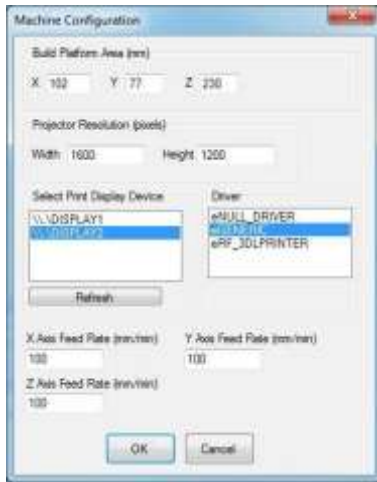 Machine Configuration
Build Platform Area (mm)
X 102 Y 77 Z 230
Projector Resolution (pixels)
Width 1600 Height 1200
Select Print Display Device Driver
\\.\DISPLAY1 eNULL_DRIVER
\\.\DISPLAY2 eGENERIC
eRF_3DLPRINTER
Refresh
X Axis Feed Rate (mm/min) Y Axis Feed Rate (mm/min)
100 100
Z Axis Feed Rate (mm/min)
100
OK Cancel